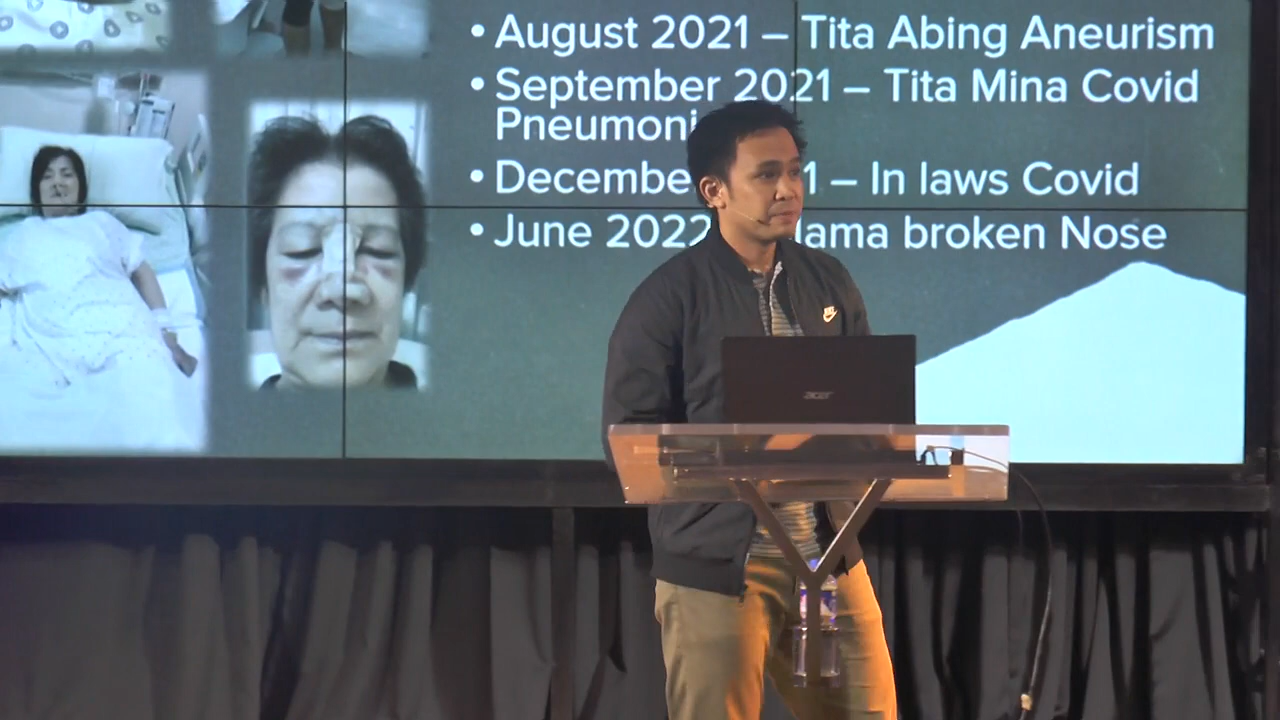 • August 2021 – Tita Abing Aneurism
• September 2021 – Tita Mina Covid
Pneumoni
• Decembe 1 – In laws Covid
• June 2022 ama broken Nose
acer